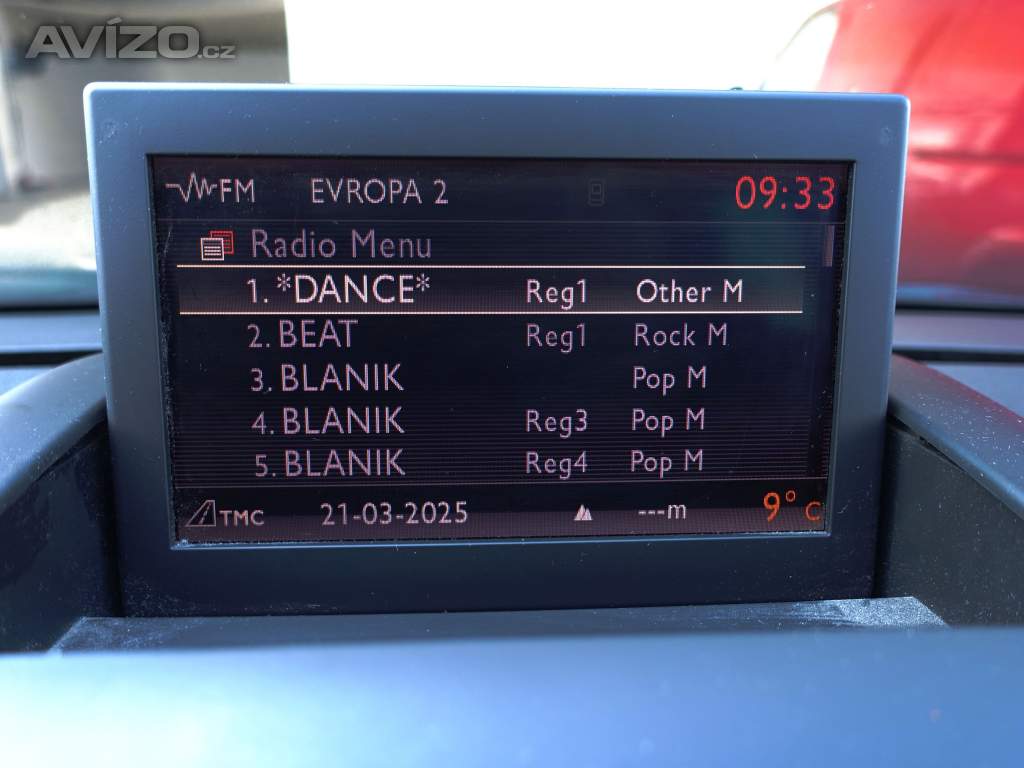 AVÍZO.cz
FM EVROPA 2 09:33
Radio Menu
1. *DANCE* Reg1 Other M
2. BEAT Reg1 Rock M
3. BLANIK Pop M
4. BLANIK Reg3 Pop M
5. BLANIK Reg4 Pop M
TMC 21-03-2025 ---m 9° C